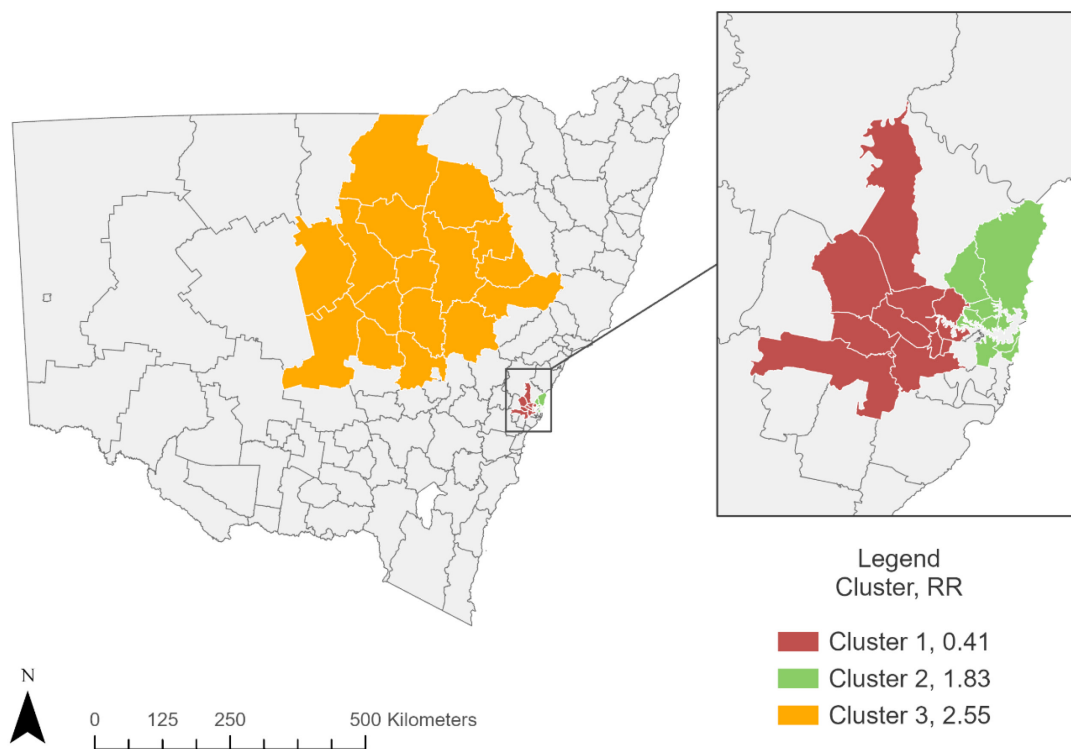 Legend
Cluster, RR
Cluster 1, 0.41
Cluster 2, 1.83
Cluster 3, 2.55
N
0 125 250 500 Kilometers